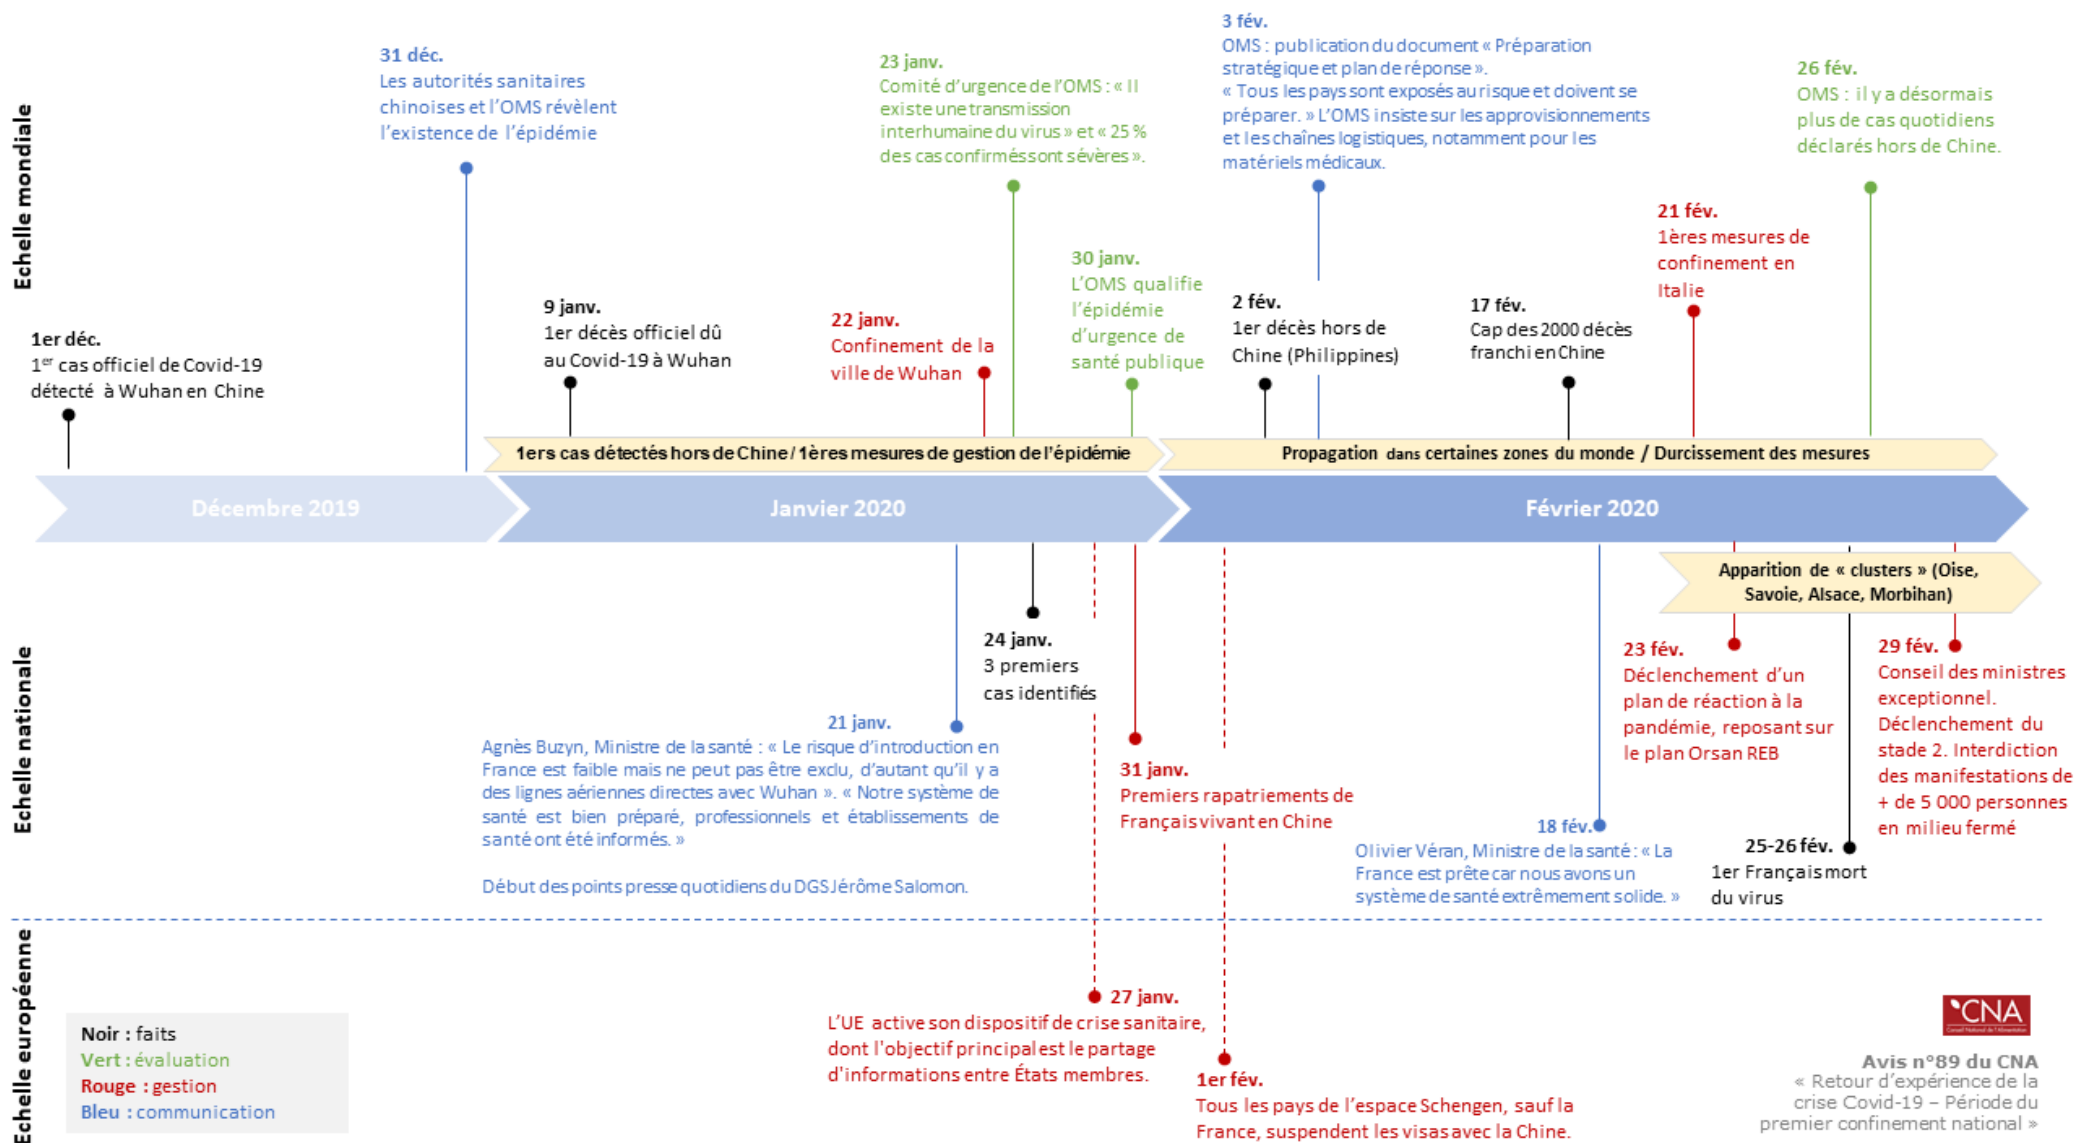 Echelle mondiale
31 déc.
Les autorités sanitaires
chinoises et l'OMS révèlent
l'existence de l'épidémie
23 janv.
Comité d'urgence de l'OMS : « Il
existe une transmission
interhumaine du virus » et « 25 %
des cas confirmés sont sévères ».
3 fév.
OMS : publication du document « Préparation
stratégique et plan de réponse ».
« Tous les pays sont exposés au risque et doivent se
préparer. » L'OMS insiste sur les approvisionnements
et les chaînes logistiques, notamment pour les
matériels médicaux.
26 fév.
OMS : il y a désormais
plus de cas quotidiens
déclarés hors de Chine.
1er déc.
1er cas officiel de Covid-19
détecté à Wuhan en Chine
9 janv.
1er décès officiel dû
au Covid-19 à Wuhan
22 janv.
Confinement de la
ville de Wuhan
30 janv.
L'OMS qualifie
l'épidémie
d'urgence de
santé publique
2 fév.
1er décès hors de
Chine (Philippines)
17 fév.
Cap des 2000 décès
franchi en Chine
21 fév.
1ères mesures de
confinement en
Italie
1ers cas détectés hors de Chine / 1ères mesures de gestion de l'épidémie
Propagation dans certaines zones du monde / Durcissement des mesures
Décembre 2019
Janvier 2020
Février 2020
Apparition de « clusters » (Oise,
Savoie, Alsace, Morbihan)
Echelle nationale
21 janv.
Agnès Buzyn, Ministre de la santé : « Le risque d'introduction en
France est faible mais ne peut pas être exclu, d'autant qu'il y a
des lignes aériennes directes avec Wuhan ». « Notre système de
santé est bien préparé, professionnels et établissements de
santé ont été informés. »
Début des points presse quotidiens du DGS Jérôme Salomon.
24 janv.
3 premiers
cas identifiés
31 janv.
Premiers rapatriements de
Français vivant en Chine
18 fév.
Olivier Véran, Ministre de la santé : « La
France est prête car nous avons un
système de santé extrêmement solide. »
23 fév.
Déclenchement d'un
plan de réaction à la
pandémie, reposant sur
le plan Orsan REB
25-26 fév.
1er Français mort
du virus
29 fév.
Conseil des ministres
exceptionnel.
Déclenchement du
stade 2. Interdiction
des manifestations de
+ de 5 000 personnes
en milieu fermé
Echelle européenne
27 janv.
L'UE active son dispositif de crise sanitaire,
dont l'objectif principal est le partage
d'informations entre États membres.
1er fév.
Tous les pays de l'espace Schengen, sauf la
France, suspendent les visas avec la Chine.
Noir : faits
Vert : évaluation
Rouge : gestion
Bleu : communication
CNA
Conseil National de l'Alimentation
Avis n°89 du CNA
« Retour d'expérience de la
crise Covid-19 – Période du
premier confinement national »